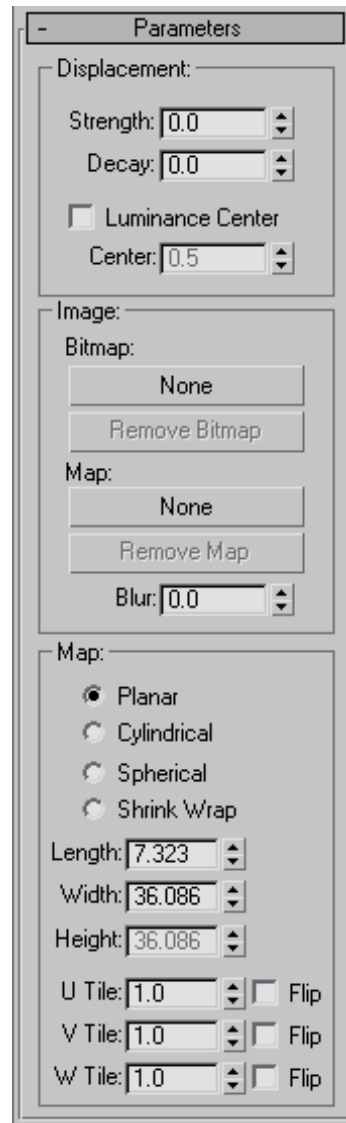 - Parameters
Displacement:
Strength: 0.0
Decay: 0.0
Luminance Center
Center: 0.5
Image:
Bitmap:
None
Remove Bitmap
Map:
None
Remove Map
Blur: 0.0
Map:
Planar
Cylindrical
Spherical
Shrink Wrap
Length: 7.323
Width: 36.086
Height: 36.086
U Tile: 1.0 Flip
V Tile: 1.0 Flip
W Tile: 1.0 Flip